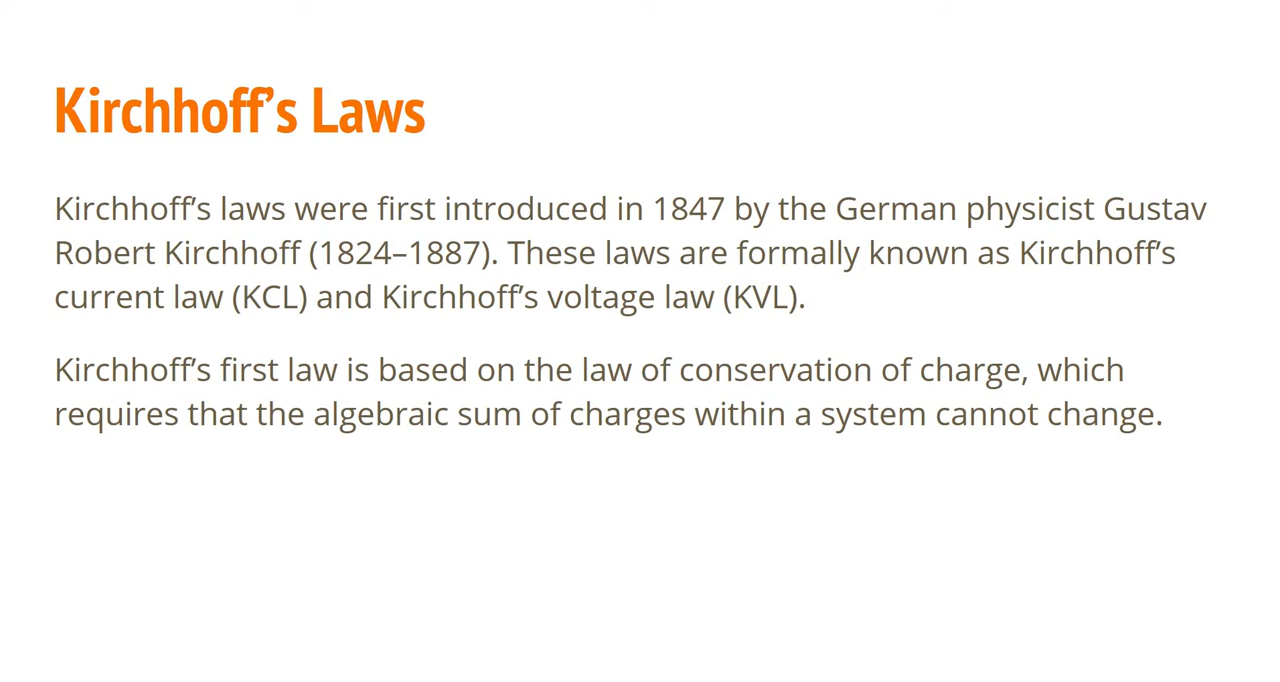 Kirchhoff’s Laws
Kirchhoff’s laws were first introduced in 1847 by the German physicist Gustav
Robert Kirchhoff (1824–1887). These laws are formally known as Kirchhoff’s
current law (KCL) and Kirchhoff’s voltage law (KVL).
Kirchhoff’s first law is based on the law of conservation of charge, which
requires that the algebraic sum of charges within a system cannot change.